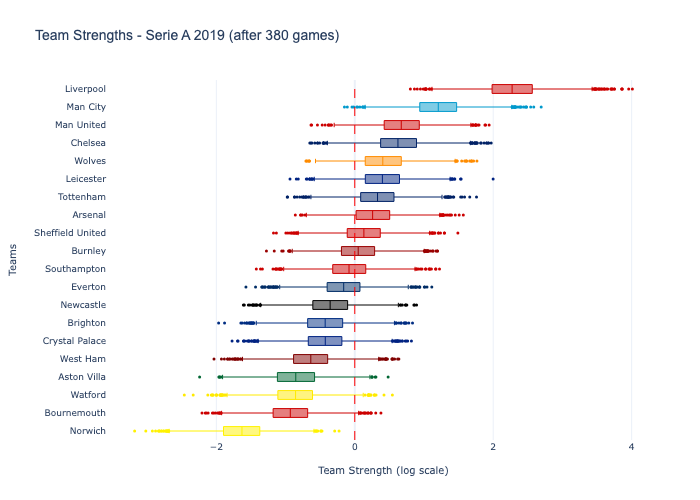 Team Strengths - Serie A 2019 (after 380 games)
Liverpool
Man City
Man United
Chelsea
Wolves
Leicester
Tottenham
Arsenal
Sheffield United
Burnley
Southampton
Everton
Newcastle
Brighton
Crystal Palace
West Ham
Aston Villa
Watford
Bournemouth
Norwich
Teams
−2 0 2 4
Team Strength (log scale)